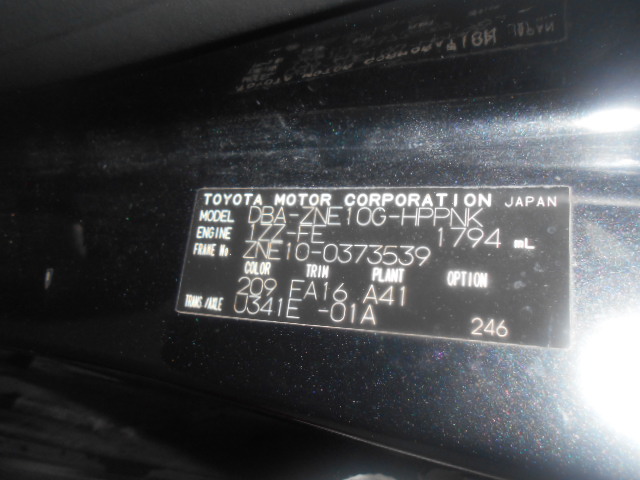 TOYOTA MOTOR CORPORATION JAPAN
MODEL DBA-ZNE10G-HPPNK
ENGINE 1ZZ-FE 1794 mL
FRAME No. ZNE10-0373539
COLOR TRIM PLANT OPTION
209 EA16 A41
TRANS/AXLE U341E -01A
246